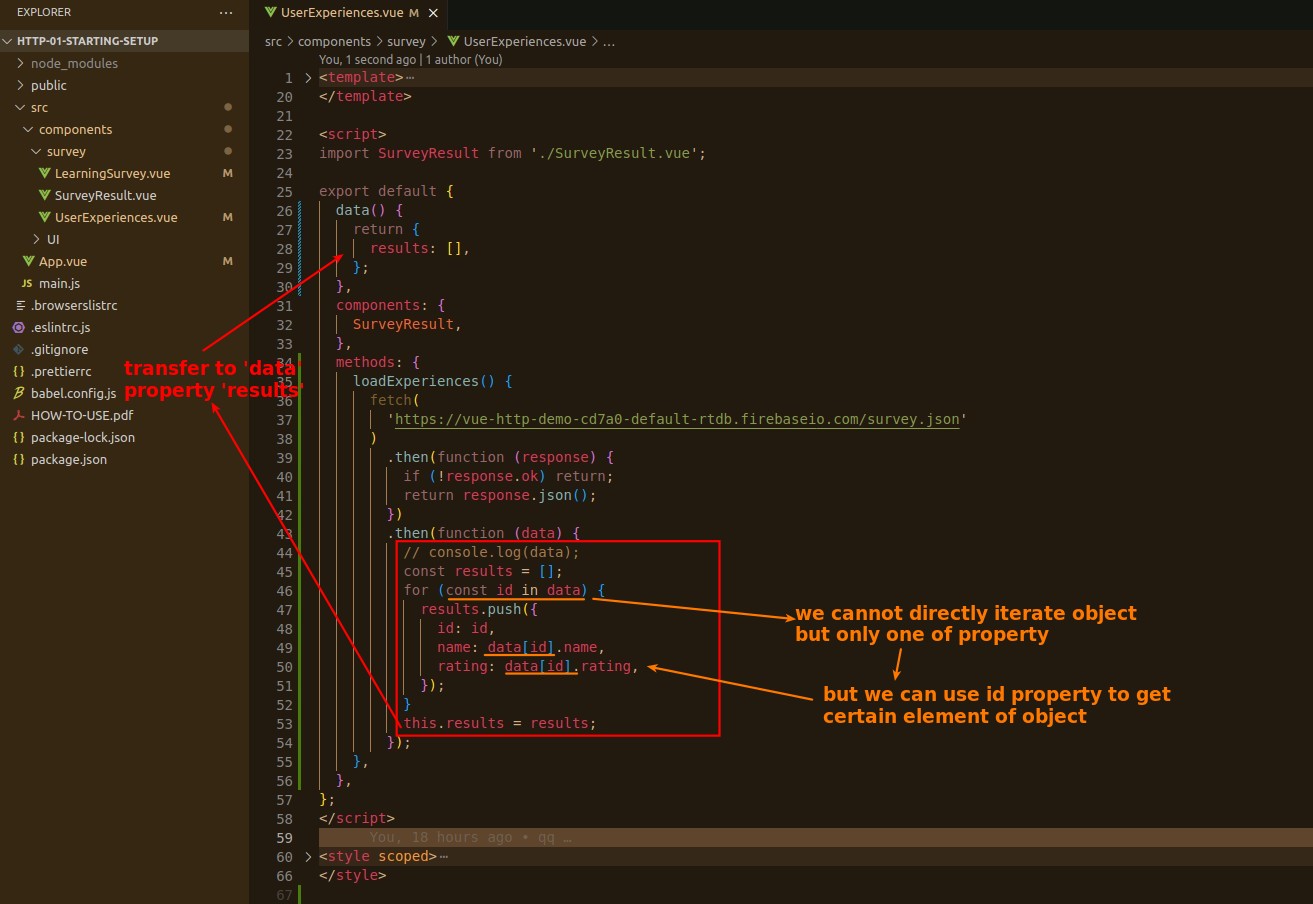 EXPLORER
HTTP-01-STARTING-SETUP
node_modules
public
src
components
survey
LearningSurvey.vue M
SurveyResult.vue
UserExperiences.vue M
UI
App.vue M
JS main.js
.browserslistrc
.eslintrc.js
.gitignore
{} .prettierrc
babel.config.js
HOW-TO-USE.pdf
{} package-lock.json
{} package.json
transfer to 'data'
property 'results'
UserExperiences.vue M
src > components > survey > UserExperiences.vue > ...
You, 1 second ago | 1 author (You)
1 <template>…
20 </template>
21
22 <script>
23 import SurveyResult from './SurveyResult.vue';
24
25 export default {
26 data() {
27 return {
28 results: [],
29 };
30 },
31 components: {
32 SurveyResult,
33 },
34 methods: {
35 loadExperiences() {
36 fetch(
37 'https://vue-http-demo-cd7a0-default-rtdb.firebaseio.com/survey.json'
38 )
39 .then(function (response) {
40 if (!response.ok) return;
41 return response.json();
42 })
43 .then(function (data) {
44 // console.log(data);
45 const results = [];
46 for (const id in data) {
47 results.push({
48 id: id,
49 name: data[id].name,
50 rating: data[id].rating,
51 });
52 }
53 this.results = results;
54 });
55 },
56 },
57 };
58 </script>
59 You, 18 hours ago • qq …
60 <style scoped>…
66 </style>
67
we cannot directly iterate object
but only one of property
but we can use id property to get
certain element of object